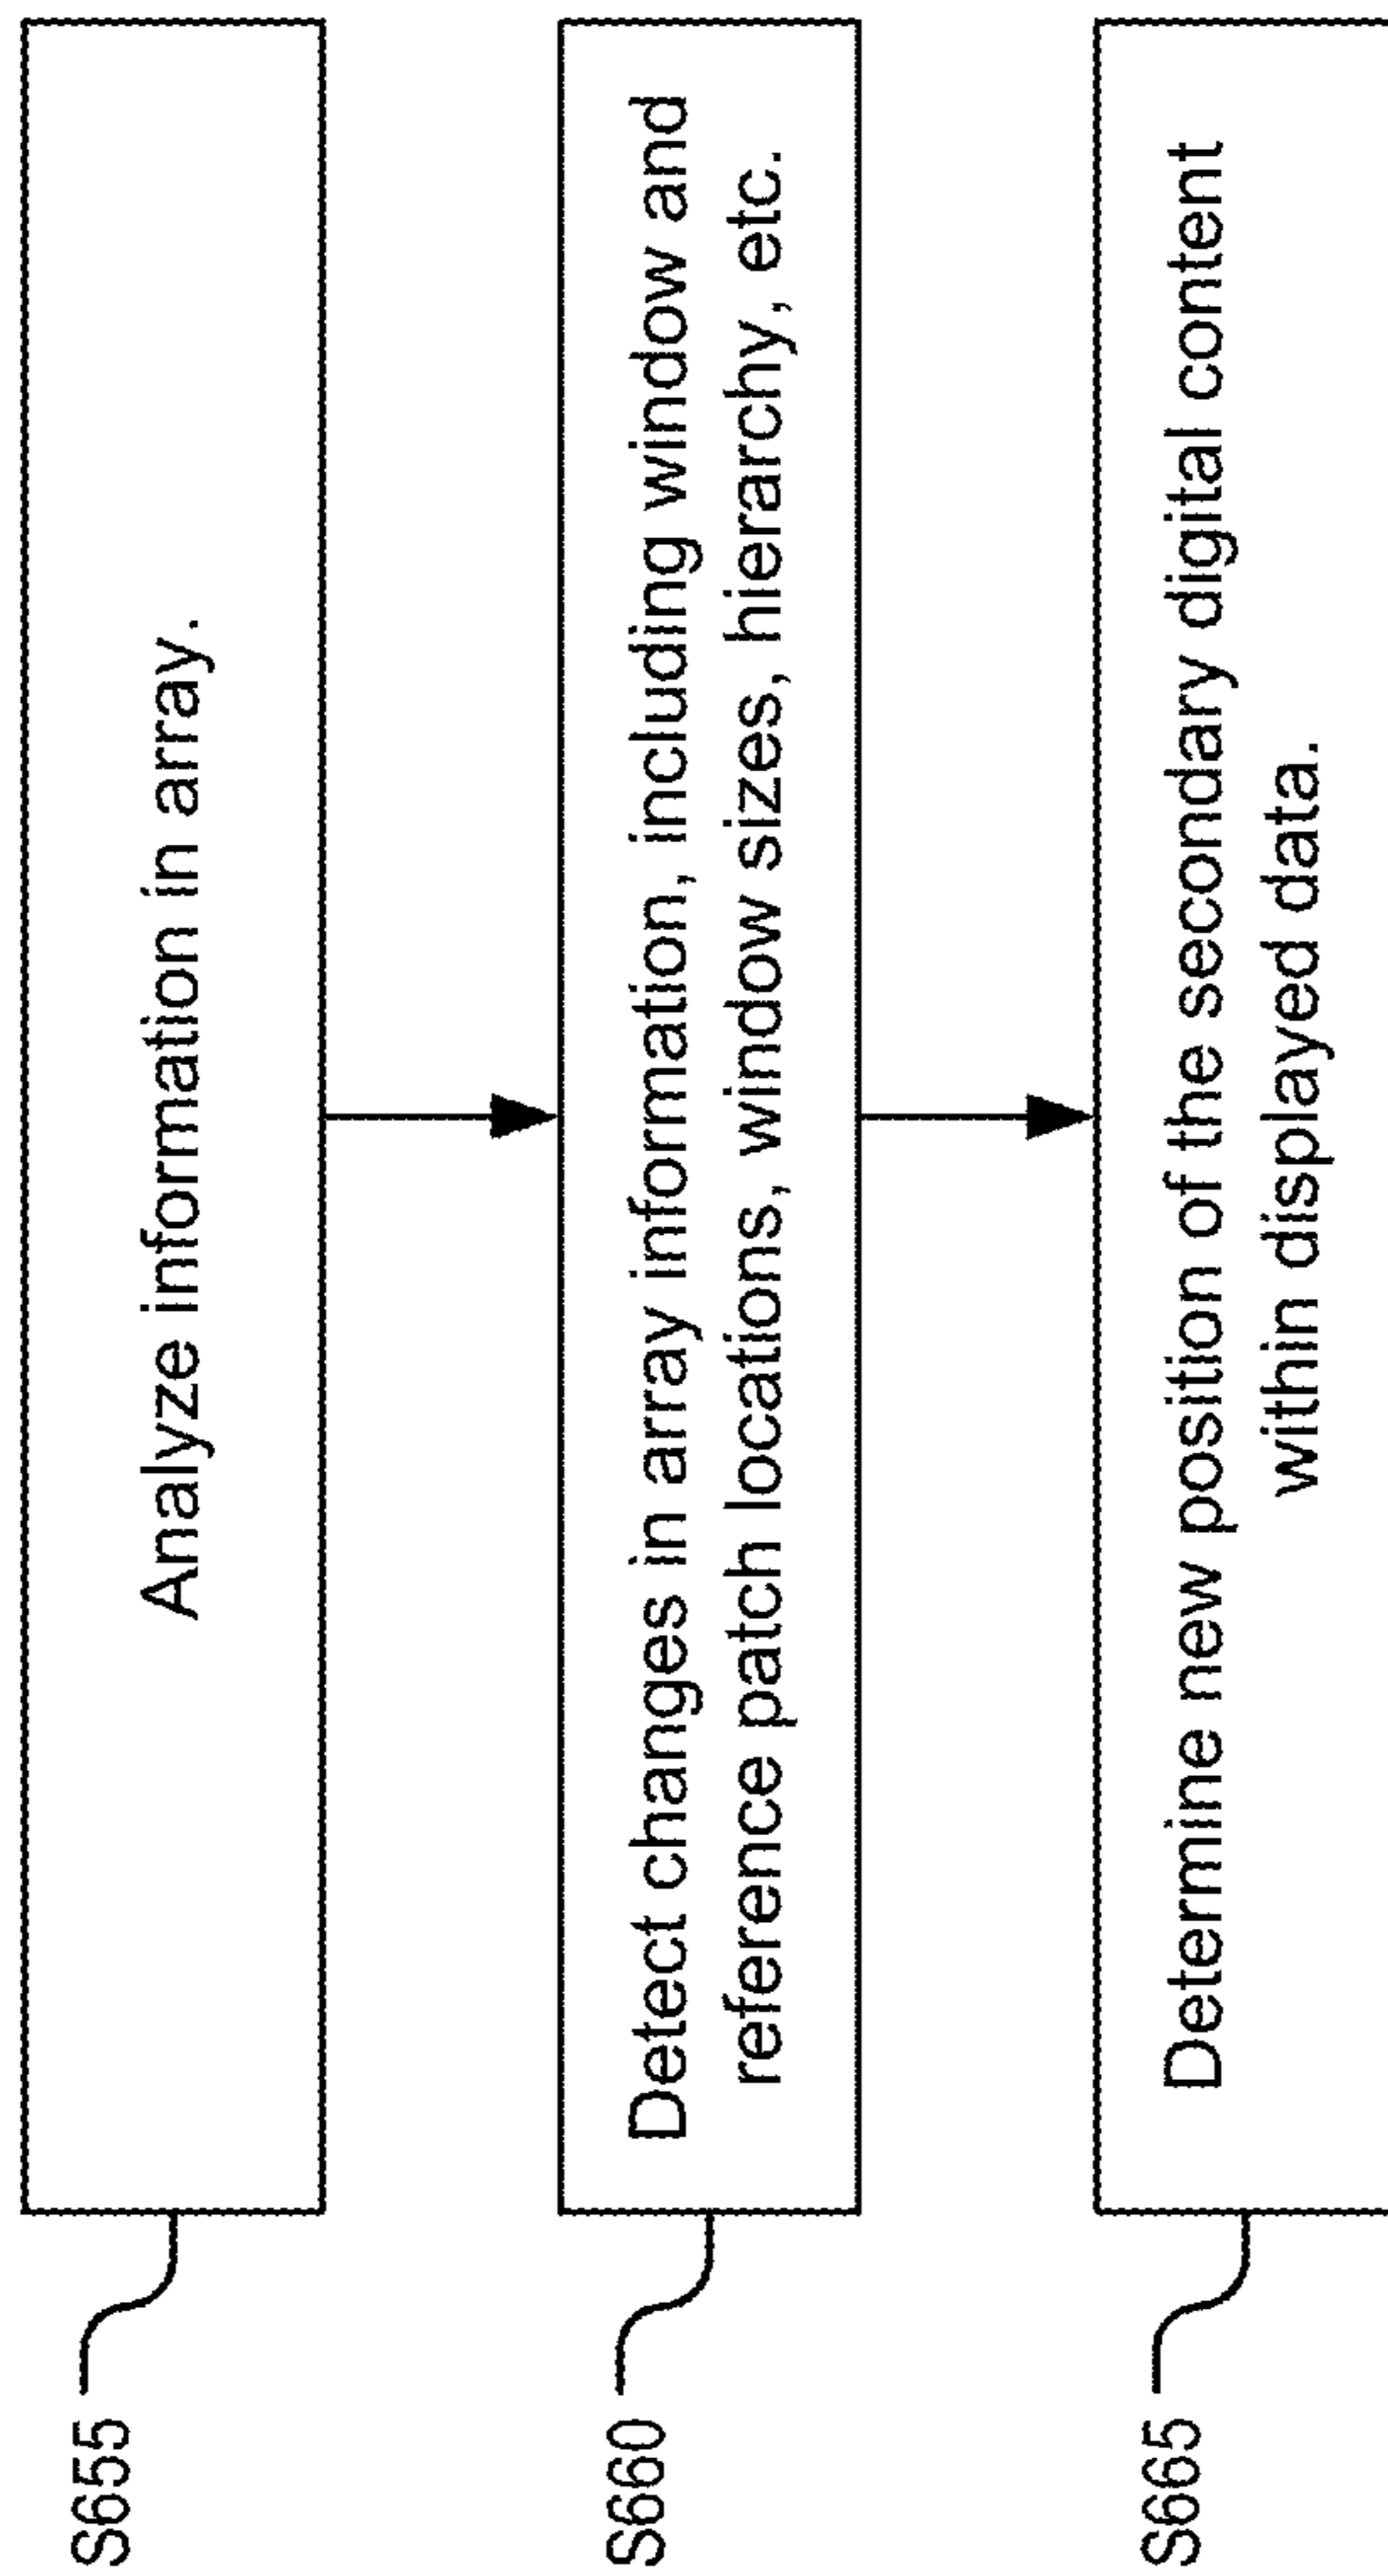 S655
Analyze information in array.
S660
Detect changes in array information, including window and
reference patch locations, window sizes, hierarchy, etc.
S665
Determine new position of the secondary digital content
within displayed data.